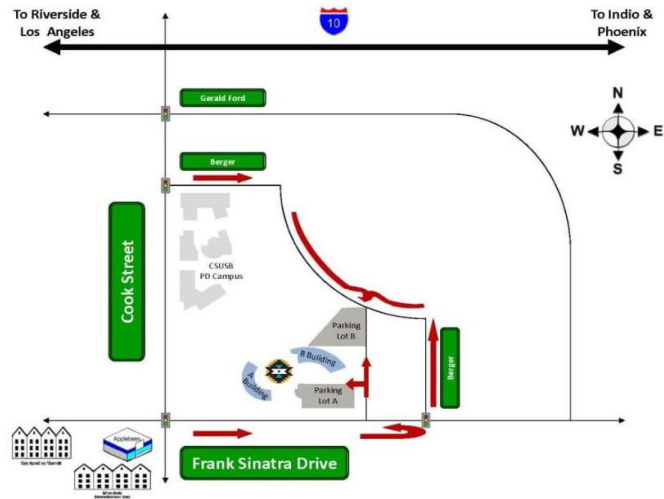 To Riverside &
Los Angeles
10
To Indio &
Phoenix
Gerald Ford
N
W
E
S
Berger
Cook Street
CSUSB
PD Campus
Parking
Lot B
B Building
A Building
Parking
Lot A
Berger
Applebees
Frank Sinatra Drive